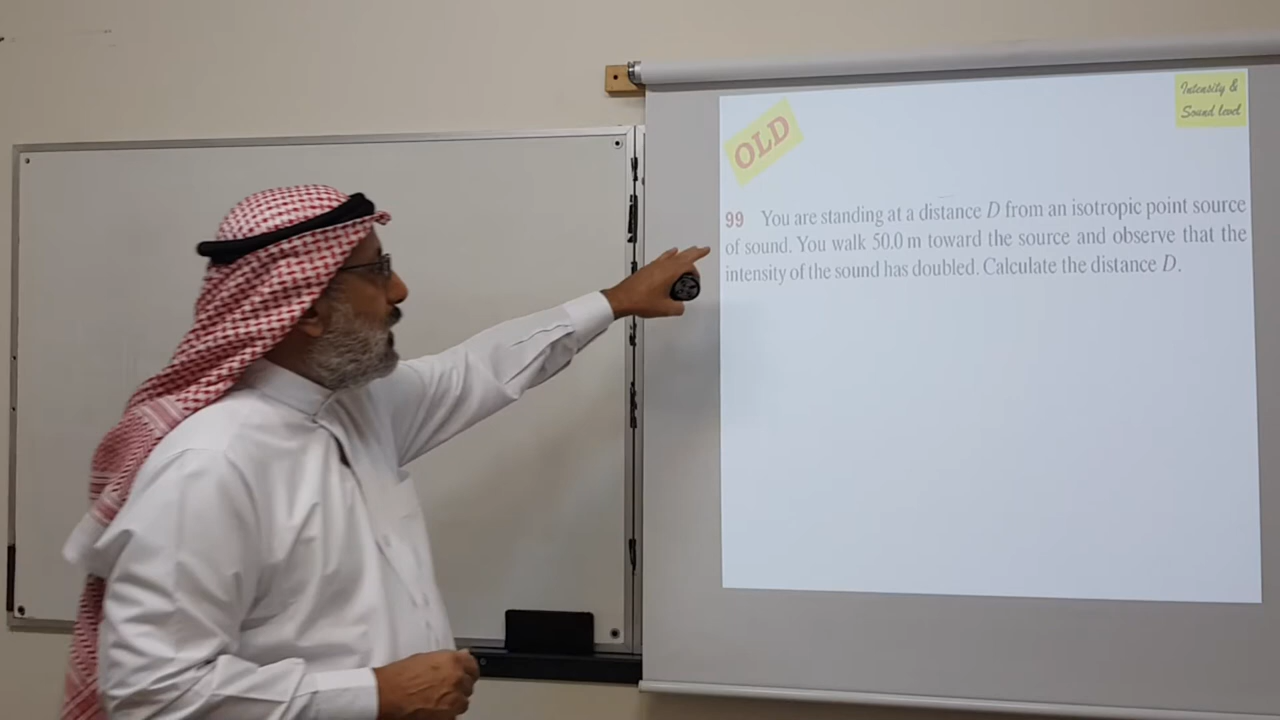 OLD
Intensity &
Sound level
99 You are standing at a distance D from an isotropic point source
of sound. You walk 50.0 m toward the source and observe that the
intensity of the sound has doubled. Calculate the distance D.